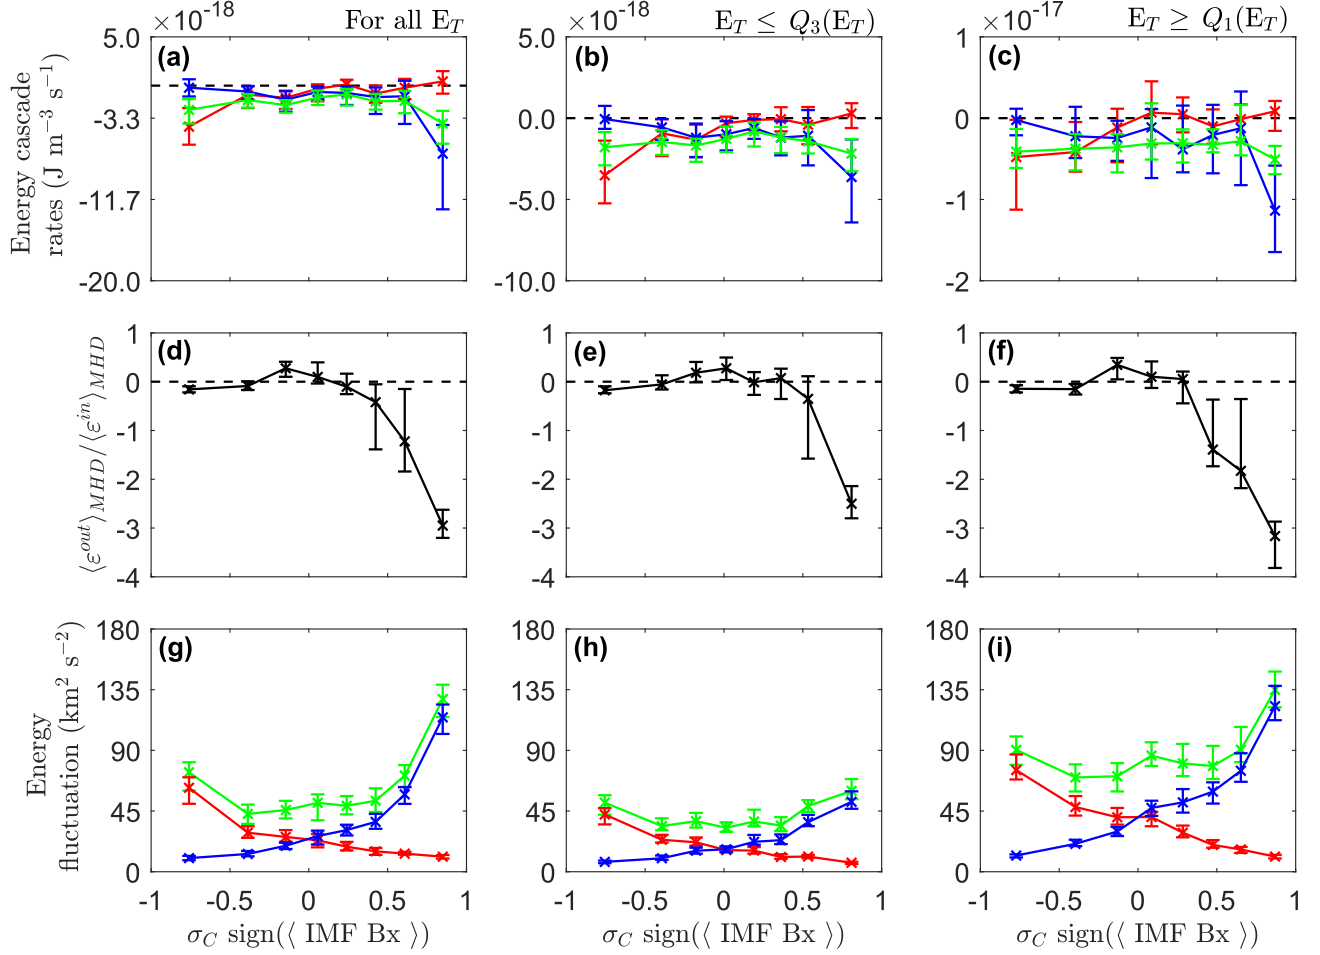 ×10⁻¹⁸ For all E_T
×10⁻¹⁸ E_T ≤ Q₃(E_T)
×10⁻¹⁷ E_T ≥ Q₁(E_T)
Energy cascade
rates (J m⁻³ s⁻¹)
5.0
-3.3
-11.7
-20.0
(a)
0.0
-5.0
-10.0
(b)
1
0
-1
-2
(c)
⟨ε^out⟩_MHD/⟨ε^in⟩_MHD
1
0
-1
-2
-3
-4
(d)
1
0
-1
-2
-3
-4
(e)
1
0
-1
-2
-3
-4
(f)
Energy
fluctuation (km² s⁻²)
180
135
90
45
0
(g)
180
135
90
45
0
(h)
180
135
90
45
0
(i)
-1 -0.5 0 0.5 1
-1 -0.5 0 0.5 1
-1 -0.5 0 0.5 1
σ_C sign(⟨ IMF Bx ⟩)
σ_C sign(⟨ IMF Bx ⟩)
σ_C sign(⟨ IMF Bx ⟩)